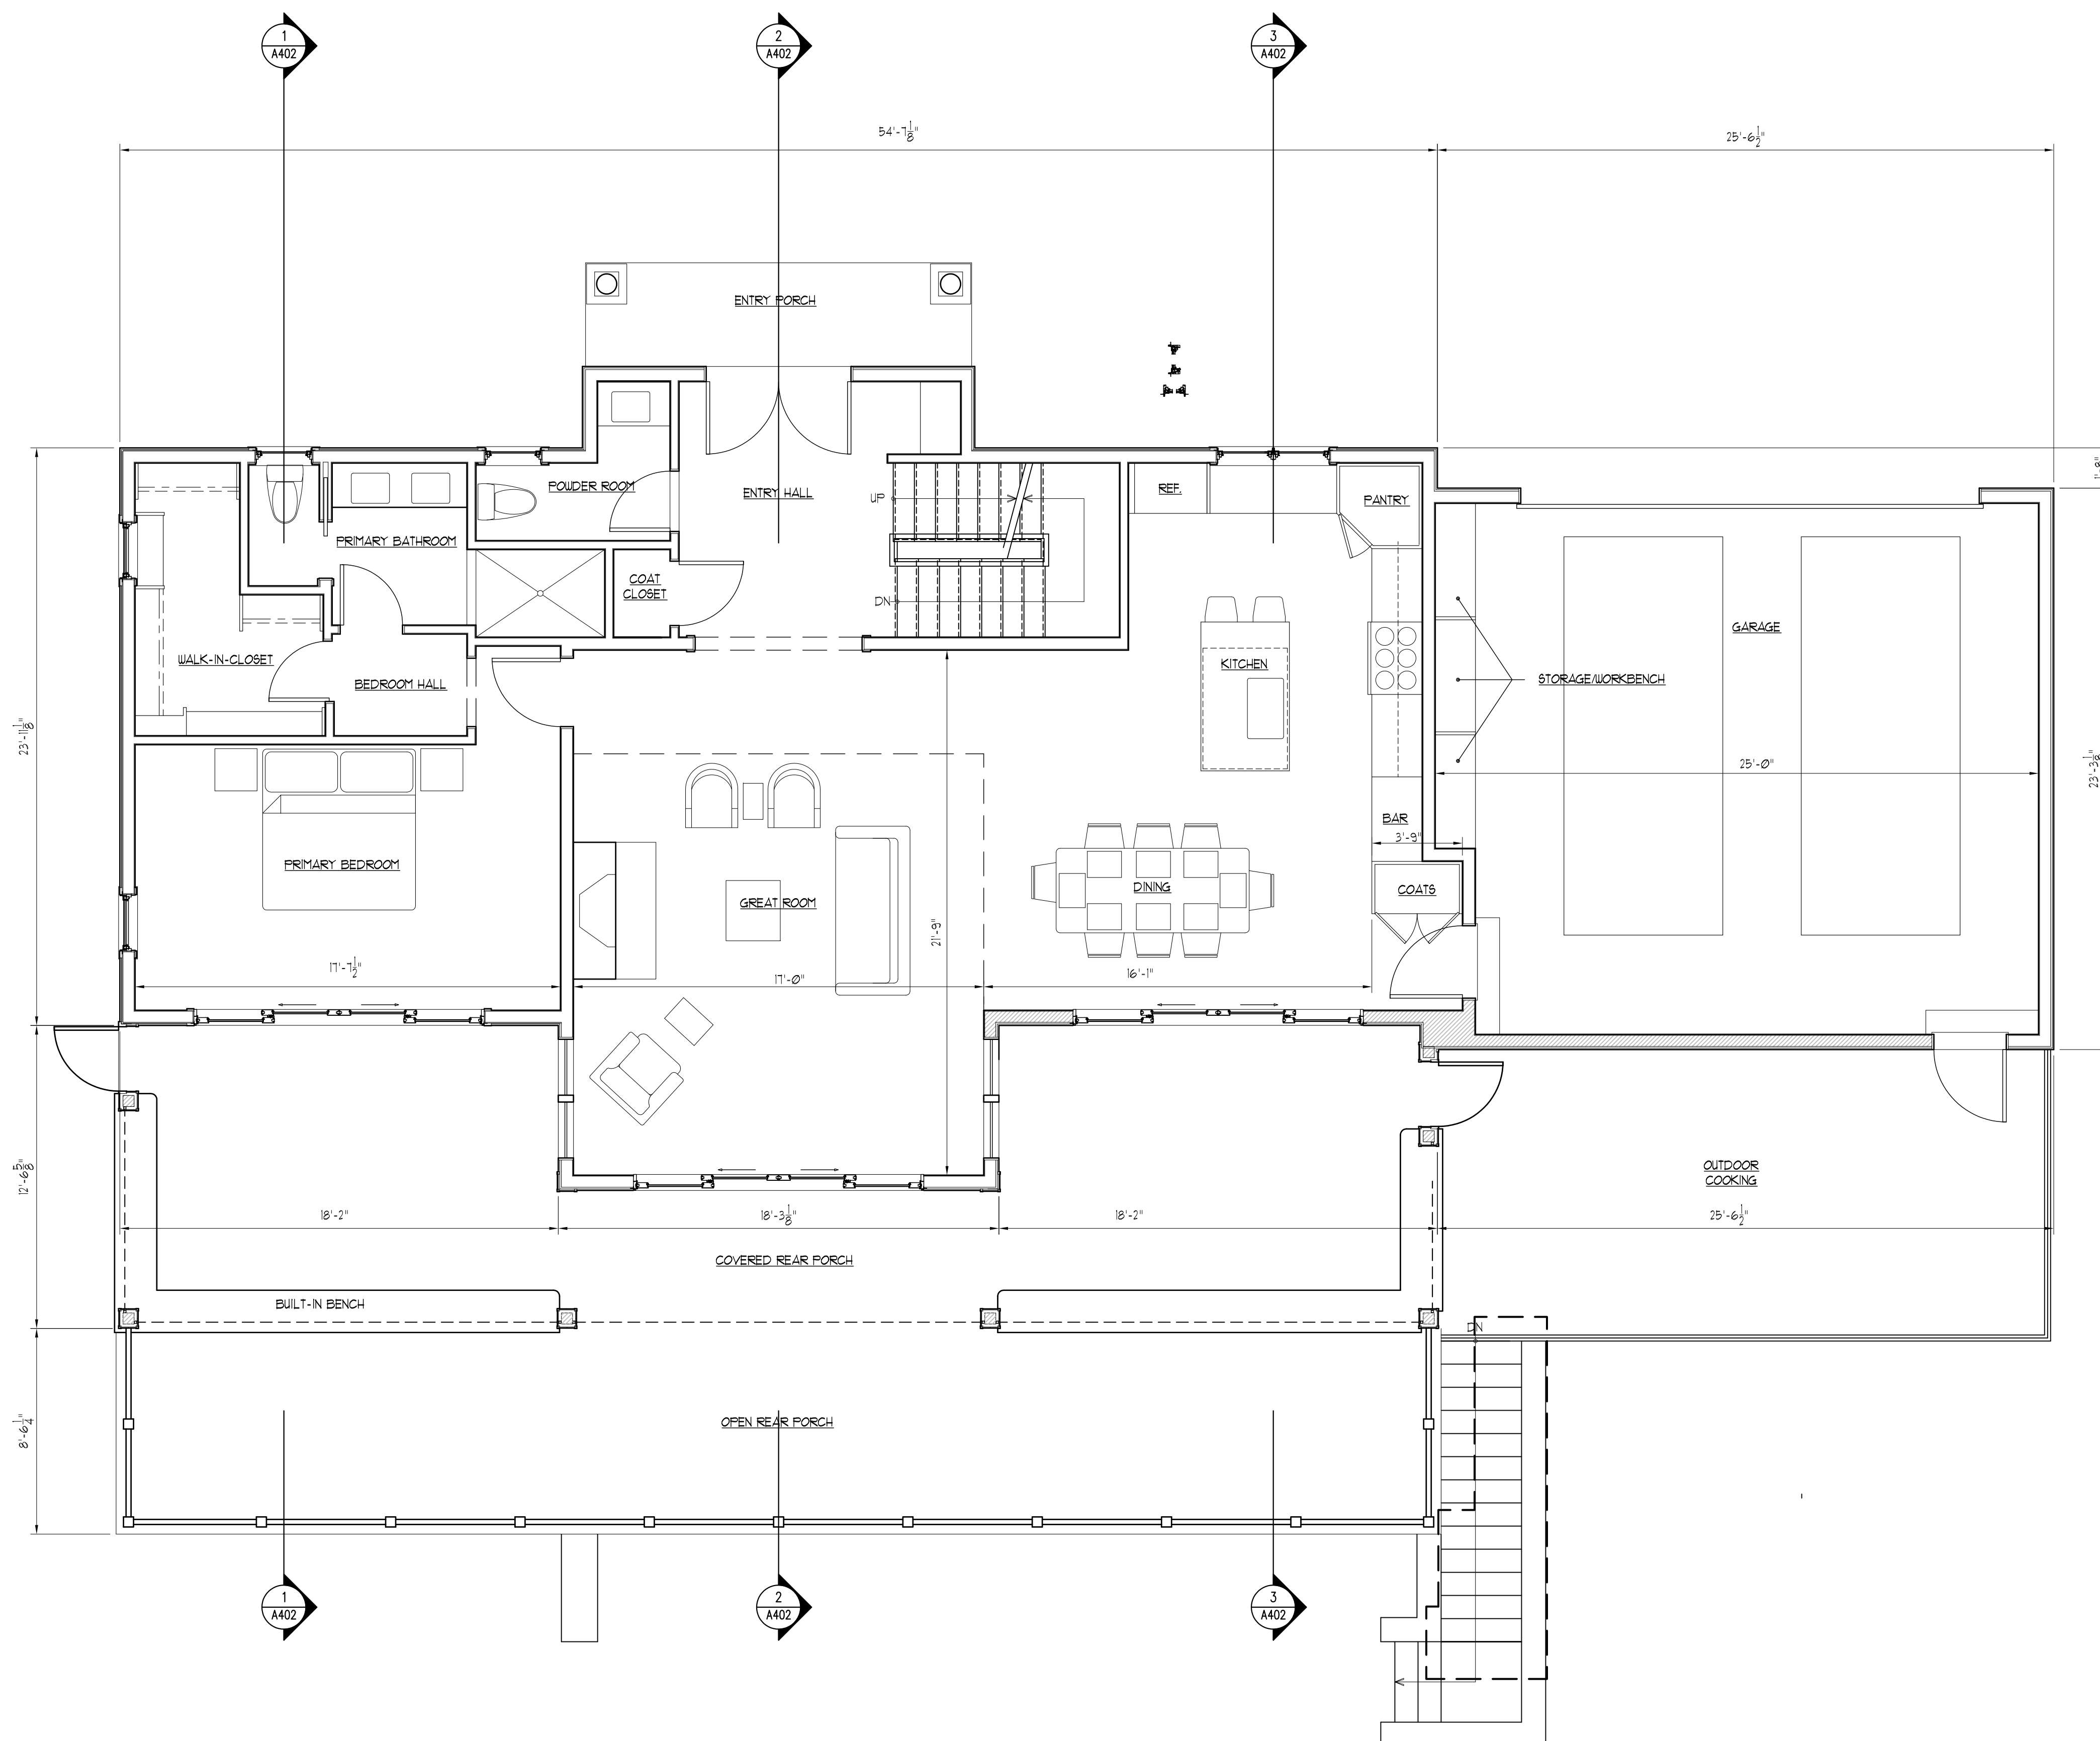 1
A402
2
A402
3
A402
54'-7 1/8"
25'-6 1/2"
ENTRY PORCH
1'-8"
POWDER ROOM
ENTRY HALL
UP
REF.
PANTRY
PRIMARY BATHROOM
COAT
CLOSET
DN
GARAGE
WALK-IN-CLOSET
BEDROOM HALL
KITCHEN
STORAGE/WORKBENCH
23'-11 1/8"
25'-0"
23'-3 1/8"
BAR
3'-9"
PRIMARY BEDROOM
GREAT ROOM
DINING
COATS
21'-9"
17'-7 1/2"
17'-0"
16'-1"
12'-6 5/8"
OUTDOOR
COOKING
18'-2"
18'-3 1/8"
18'-2"
25'-6 1/2"
COVERED REAR PORCH
BUILT-IN BENCH
DN
8'-6 1/4"
OPEN REAR PORCH
1
A402
2
A402
3
A402